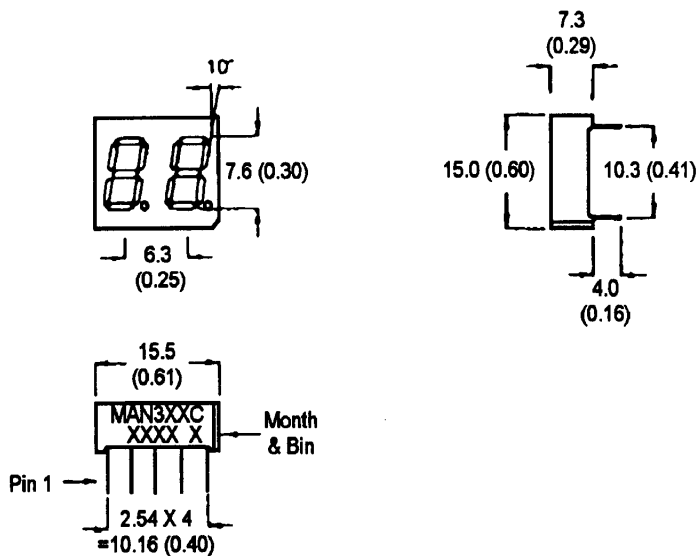 10°
7.6 (0.30)
6.3
(0.25)
7.3
(0.29)
15.0 (0.60)
10.3 (0.41)
4.0
(0.16)
15.5
(0.61)
MAN3XXC
XXXX X
Month
& Bin
Pin 1
2.54 X 4
=10.16 (0.40)